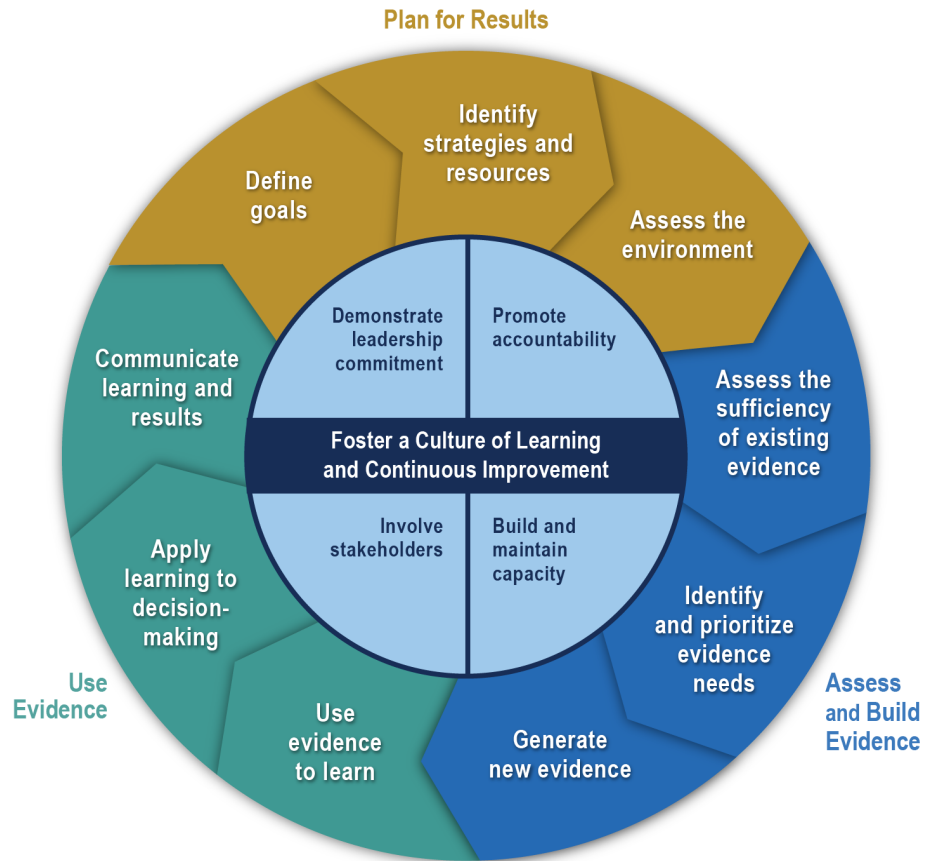 Plan for Results
Identify
strategies and
resources
Define
goals
Assess the
environment
Demonstrate
leadership
commitment
Promote
accountability
Communicate
learning and
results
Assess the
sufficiency
of existing
evidence
Foster a Culture of Learning
and Continuous Improvement
Involve
stakeholders
Build and
maintain
capacity
Apply
learning to
decision-
making
Identify
and prioritize
evidence
needs
Use
Evidence
Assess
and Build
Evidence
Use
evidence
to learn
Generate
new evidence